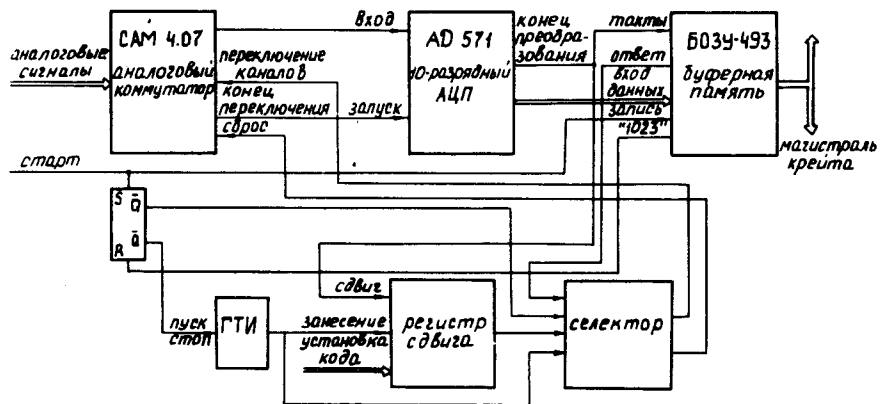 САМ 4.07
аналоговый
коммутатор
аналоговые
сигналы
вход
переключение
каналов
конец
переключения
сброс
запуск
AD 571
10-разрядный
АЦП
конец
преобра-
зования
такты
ответ
вход
данных
запись
"1023"
БОЗУ-493
буферная
память
магистраль
крейта
старт
S Q̅
R Q̅
пуск
стоп
ГТИ
сдвиг
занесение
установка
кода
регистр
сдвига
селектор